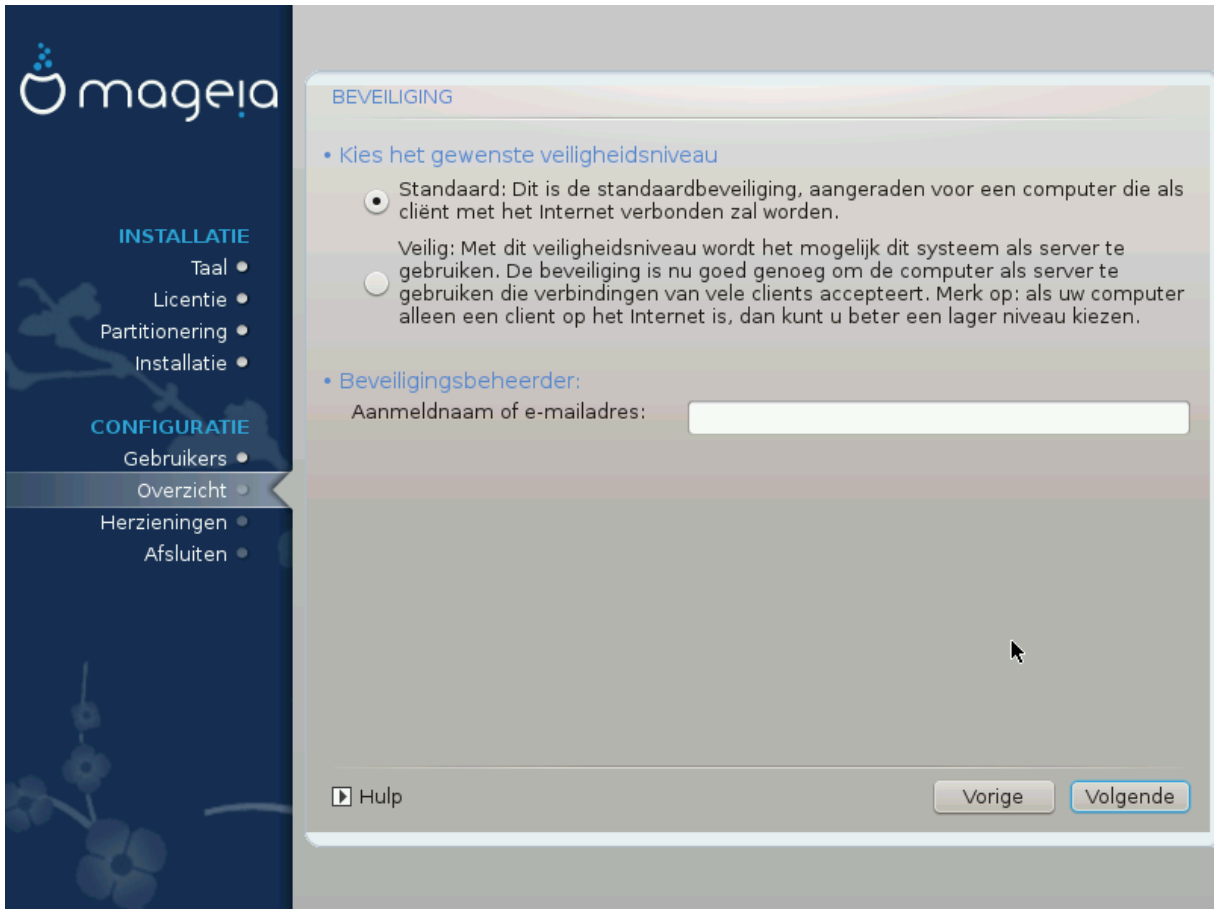 mageia
INSTALLATIE
Taal
Licentie
Partitionering
Installatie
CONFIGURATIE
Gebruikers
Overzicht
Herzieningen
Afsluiten
BEVEILIGING
• Kies het gewenste veiligheidsniveau
Standaard: Dit is de standaardbeveiliging, aangeraden voor een computer die als
cliënt met het Internet verbonden zal worden.
Veilig: Met dit veiligheidsniveau wordt het mogelijk dit systeem als server te
gebruiken. De beveiliging is nu goed genoeg om de computer als server te
gebruiken die verbindingen van vele clients accepteert. Merk op: als uw computer
alleen een client op het Internet is, dan kunt u beter een lager niveau kiezen.
• Beveiligingsbeheerder:
Aanmeldnaam of e-mailadres:
Hulp
Vorige
Volgende